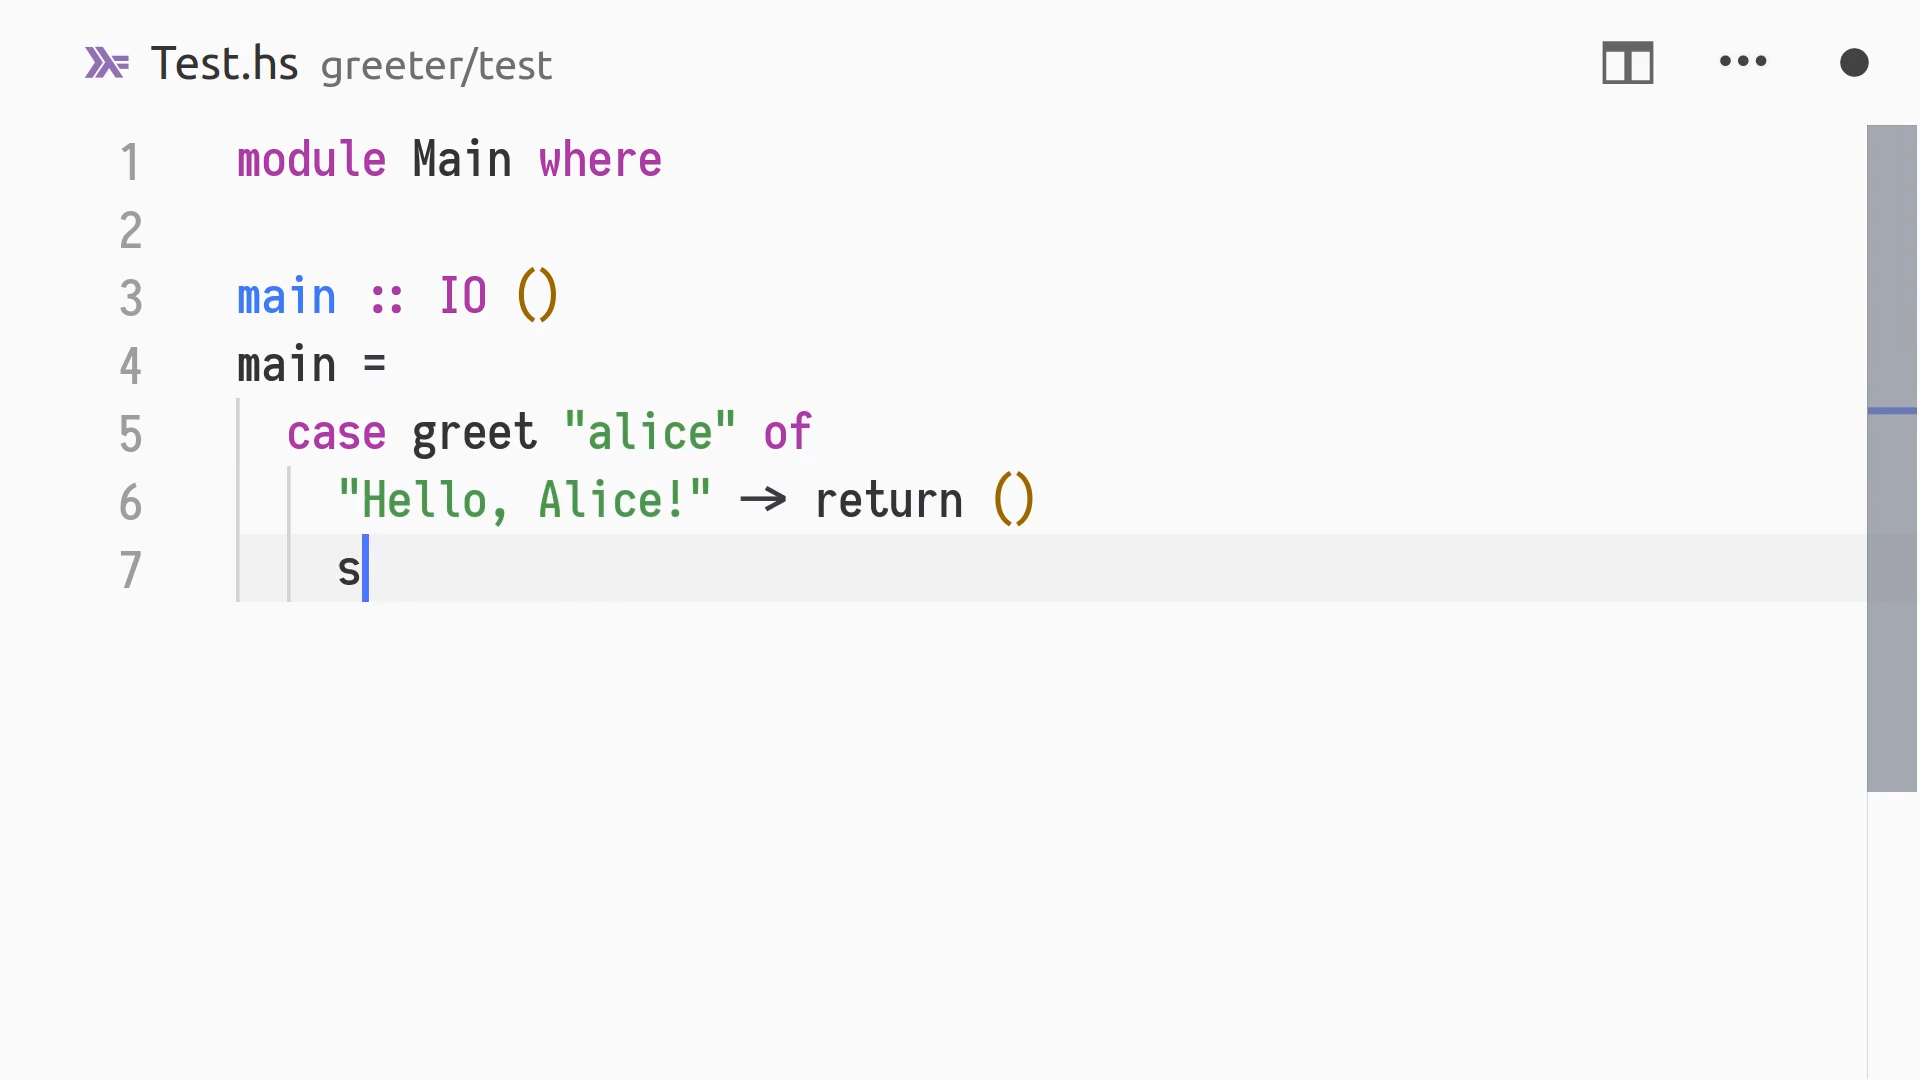 Test.hs greeter/test
1 module Main where
2
3 main :: IO ()
4 main =
5 case greet "alice" of
6 "Hello, Alice!" -> return ()
7 s